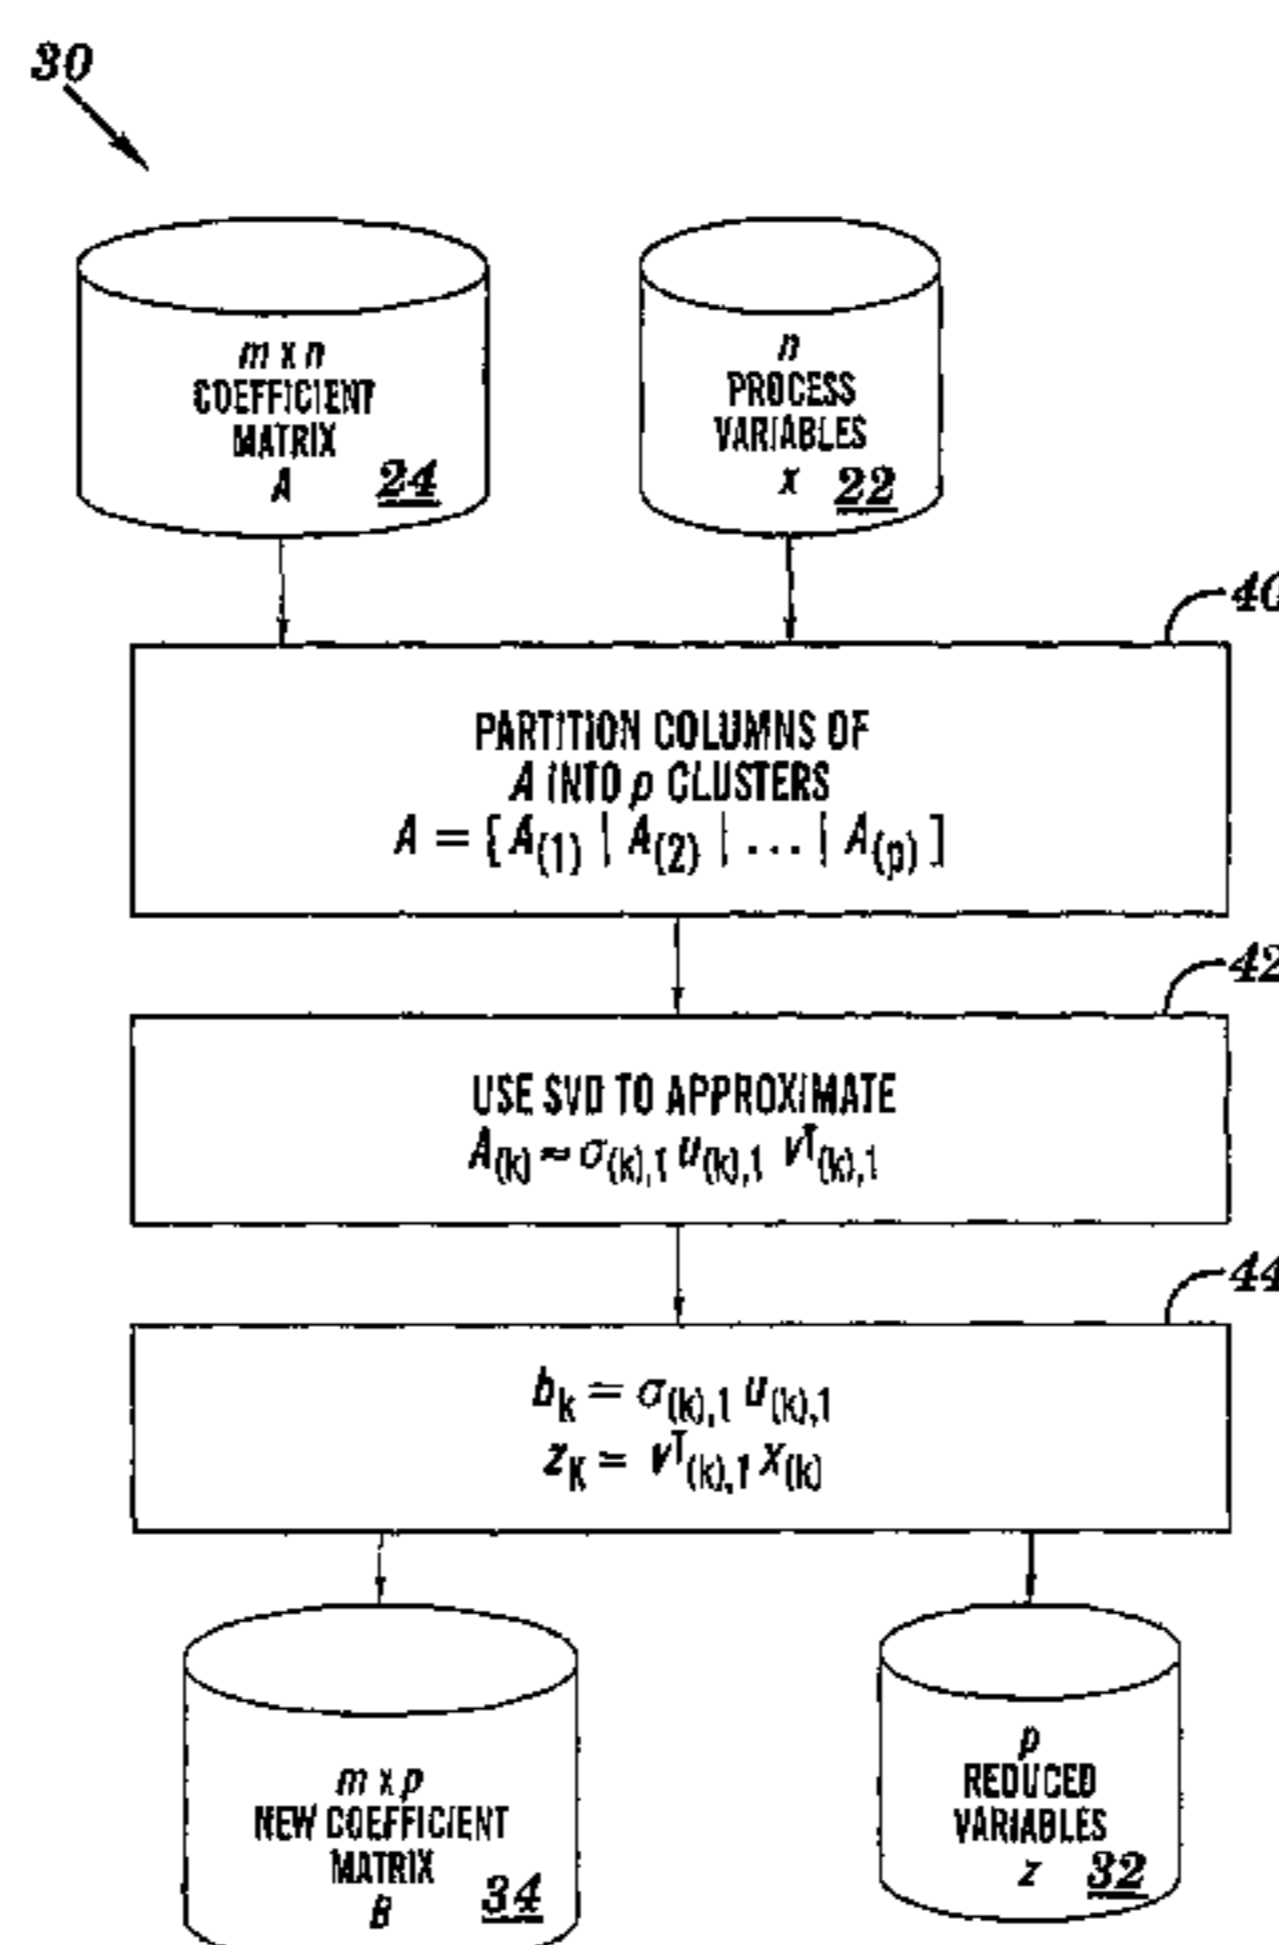 30
m x n
COEFFICIENT
MATRIX
A 24
n
PROCESS
VARIABLES
x 22
40
PARTITION COLUMNS OF
A INTO p CLUSTERS
A = [ A(1) | A(2) | ... | A(p) ]
42
USE SVD TO APPROXIMATE
A(k) ≈ σ(k),1 u(k),1 vT(k),1
44
bk = σ(k),1 u(k),1
zK = vT(k),1 x(k)
m x p
NEW COEFFICIENT
MATRIX
B 34
p
REDUCED
VARIABLES
z 32